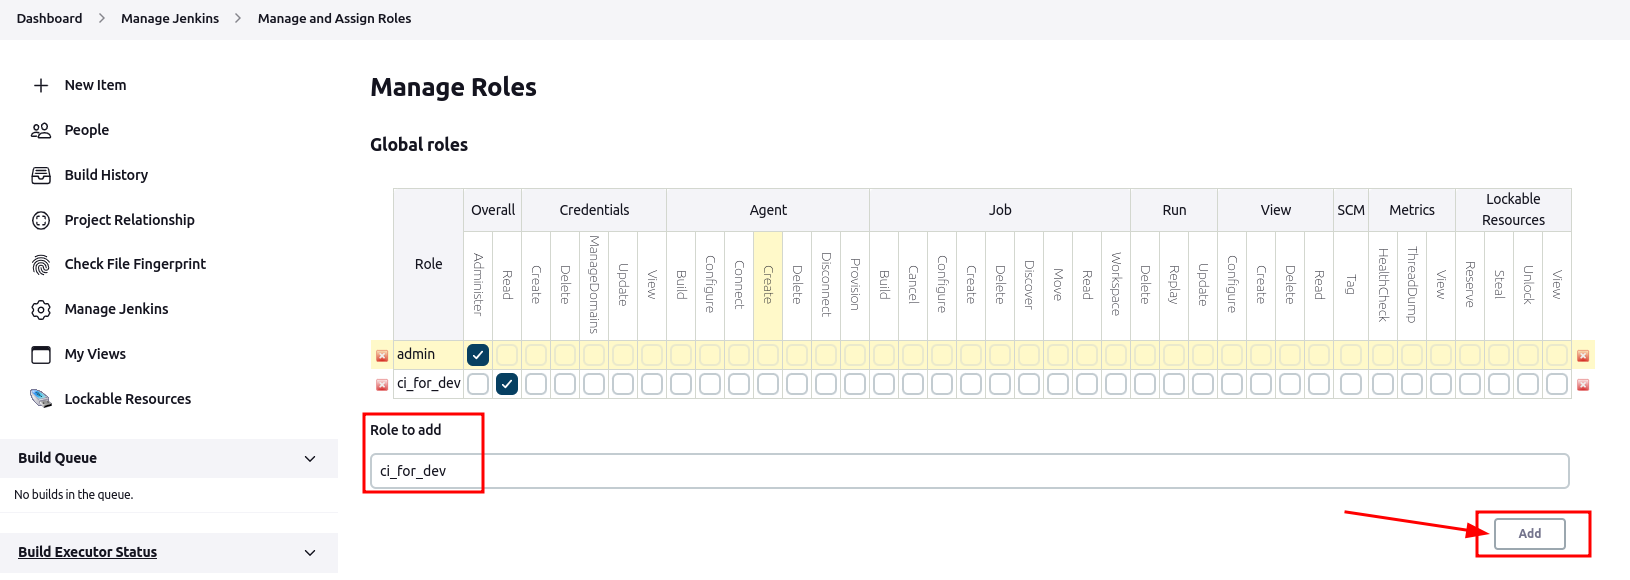 Dashboard > Manage Jenkins > Manage and Assign Roles
New Item
People
Build History
Project Relationship
Check File Fingerprint
Manage Jenkins
My Views
Lockable Resources
Build Queue
No builds in the queue.
Build Executor Status
Manage Roles
Global roles
Role
Overall
Credentials
Agent
Job
Run
View
SCM
Metrics
Lockable
Resources
Administer
Read
Create
Delete
ManageDomains
Update
View
Build
Configure
Connect
Create
Delete
Disconnect
Provision
Build
Cancel
Configure
Create
Delete
Discover
Move
Read
Workspace
Delete
Replay
Update
Configure
Create
Delete
Read
Tag
HealthCheck
ThreadDump
View
Reserve
Steal
Unlock
View
admin
ci_for_dev
Role to add
ci_for_dev
Add